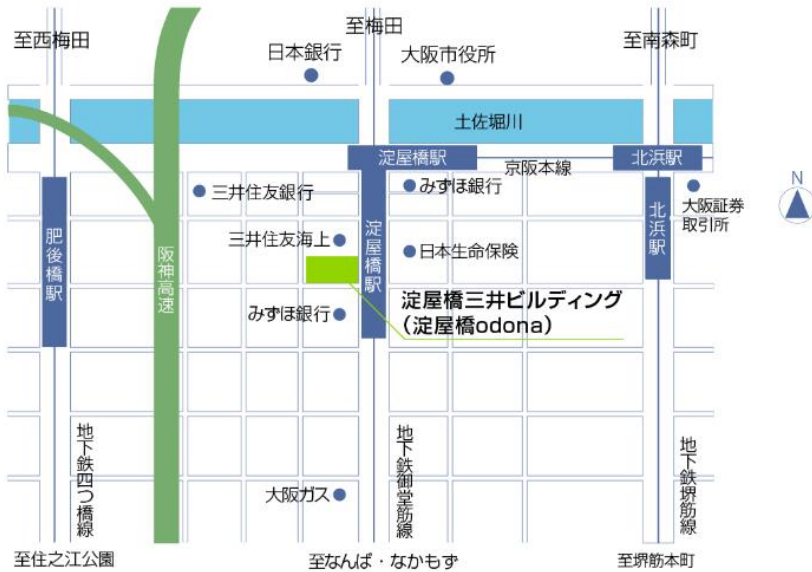 至西梅田
至梅田
至南森町
日本銀行
大阪市役所
土佐堀川
淀屋橋駅
京阪本線
北浜駅
三井住友銀行
みずほ銀行
大阪証券
取引所
N
肥後橋駅
阪神高速
三井住友海上
淀屋橋駅
日本生命保険
北浜駅
淀屋橋三井ビルディング
（淀屋橋odona）
みずほ銀行
地下鉄四つ橋線
地下鉄御堂筋線
地下鉄堺筋線
大阪ガス
至住之江公園
至なんば・なかもず
至堺筋本町